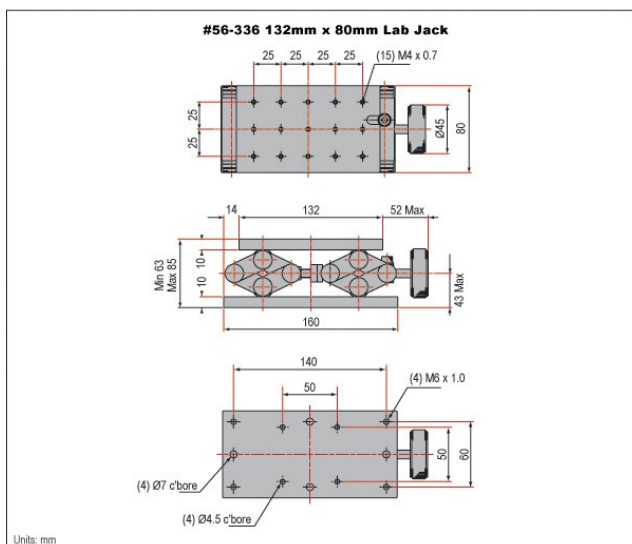 #56-336 132mm x 80mm Lab Jack
25 25 25 25 (15) M4 x 0.7
25
25
Ø45
80
14 132 52 Max
Min 63
Max 85
10
10
43 Max
160
140
50 (4) M6 x 1.0
50
60
(4) Ø7 c'bore
(4) Ø4.5 c'bore
Units: mm